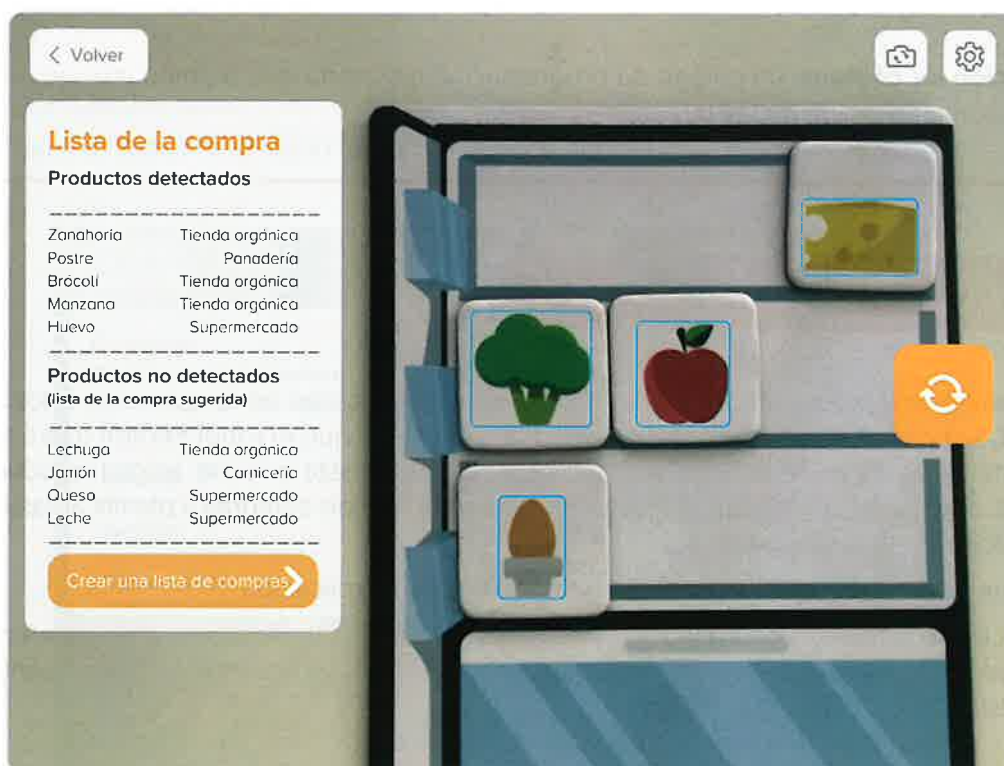 Volver
Lista de la compra
Productos detectados
Zanahoria Tienda orgánica
Postre Panadería
Brócoli Tienda orgánica
Manzana Tienda orgánica
Huevo Supermercado
Productos no detectados
(lista de la compra sugerida)
Lechuga Tienda orgánica
Jamón Carnicería
Queso Supermercado
Leche Supermercado
Crear una lista de compras